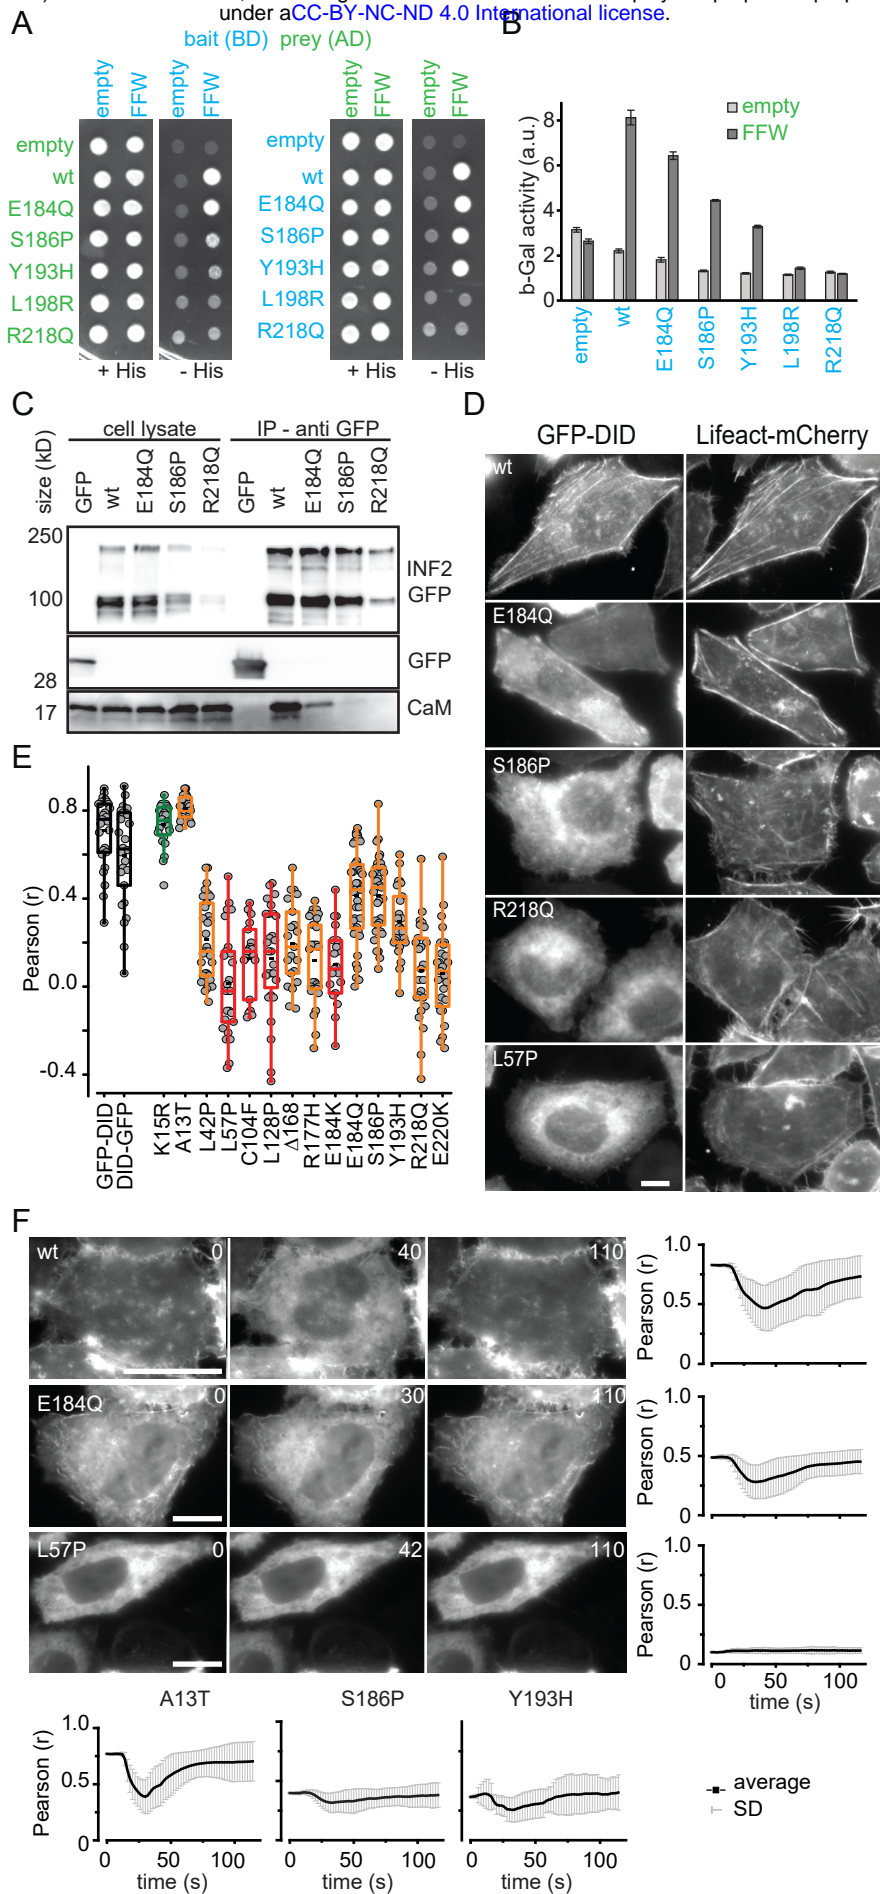 under aCC-BY-NC-ND 4.0 International license.
A
bait (BD) prey (AD)
empty
FFW
empty
FFW
empty
wt
E184Q
S186P
Y193H
L198R
R218Q
+ His
- His
empty
FFW
empty
FFW
empty
wt
E184Q
S186P
Y193H
L198R
R218Q
+ His
- His
B
b-Gal activity (a.u.)
8
6
4
2
0
empty
FFW
empty
wt
E184Q
S186P
Y193H
L198R
R218Q
C
cell lysate
IP - anti GFP
size (kD)
GFP
wt
E184Q
S186P
R218Q
GFP
wt
E184Q
S186P
R218Q
250
100
INF2
GFP
28
GFP
17
CaM
D
GFP-DID
Lifeact-mCherry
wt
E184Q
S186P
R218Q
L57P
E
Pearson (r)
0.8
0.4
0.0
-0.4
GFP-DID
DID-GFP
K15R
A13T
L42P
L57P
C104F
L128P
Δ168
R177H
E184K
E184Q
S186P
Y193H
R218Q
E220K
F
wt
0
40
110
Pearson (r)
1.0
0.5
0
E184Q
0
30
110
Pearson (r)
1.0
0.5
0
L57P
0
42
110
Pearson (r)
1.0
0.5
0
0
50
100
time (s)
A13T
Pearson (r)
1.0
0.5
0
0
50
100
time (s)
S186P
0
50
100
time (s)
Y193H
0
50
100
time (s)
average
SD